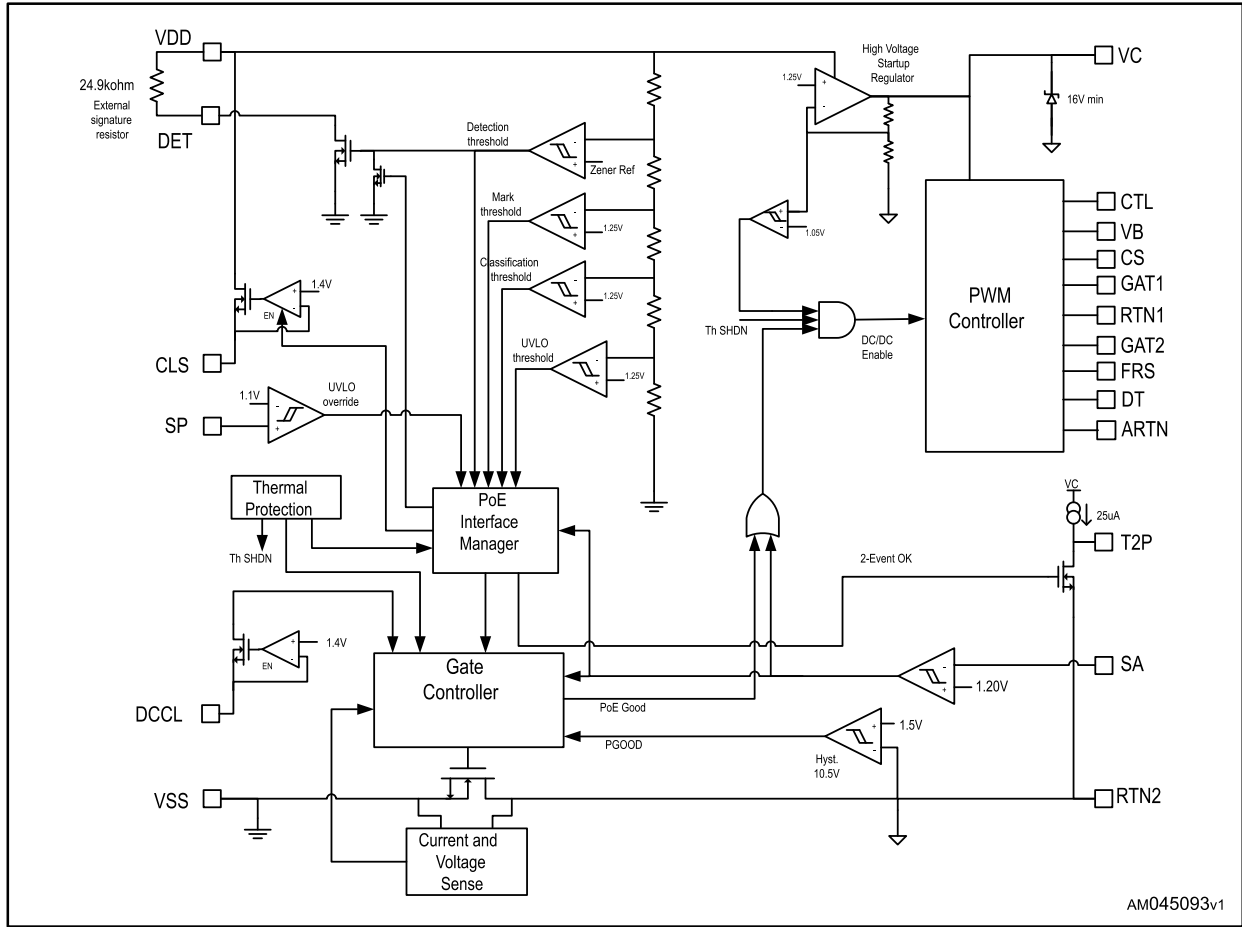 VDD
24.9kohm
External
signature
resistor
DET
Detection
threshold
-
+
Zener Ref
Mark
threshold
-
+
1.25V
Classification
threshold
-
+
1.25V
UVLO
threshold
-
+
1.25V
High Voltage
Startup
Regulator
1.25V
+
-
VC
16V min
+
-
1.05V
Th SHDN
DC/DC
Enable
PWM
Controller
CTL
VB
CS
GAT1
RTN1
GAT2
FRS
DT
ARTN
1.4V
+
-
EN
CLS
1.1V
-
+
UVLO
override
SP
Thermal
Protection
Th SHDN
PoE
Interface
Manager
2-Event OK
VC
25uA
T2P
1.4V
+
-
EN
DCCL
Gate
Controller
PoE Good
PGOOD
-
+
1.20V
SA
1.5V
+
-
Hyst.
10.5V
VSS
RTN2
Current and
Voltage
Sense
AM045093v1